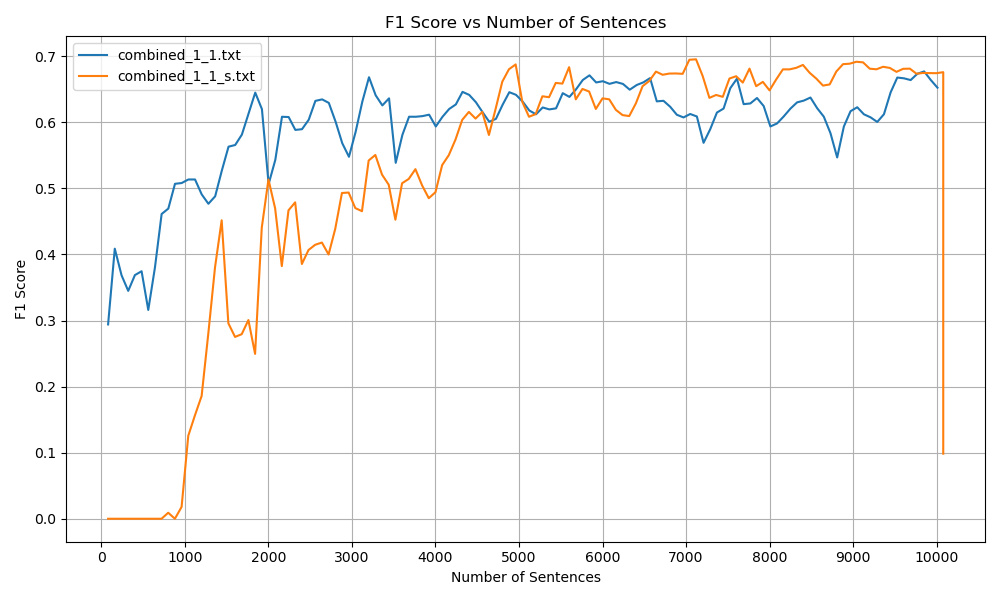 F1 Score vs Number of Sentences
combined_1_1.txt
combined_1_1_s.txt
F1 Score
0.7
0.6
0.5
0.4
0.3
0.2
0.1
0.0
0 1000 2000 3000 4000 5000 6000 7000 8000 9000 10000
Number of Sentences